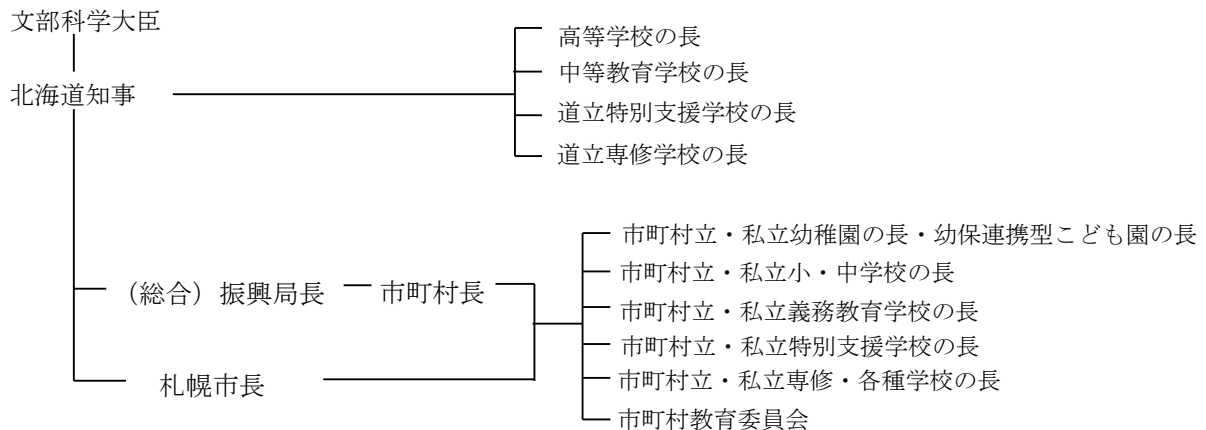 文部科学大臣
高等学校の長
中等教育学校の長
北海道知事
道立特別支援学校の長
道立専修学校の長
市町村立・私立幼稚園の長・幼保連携型こども園の長
市町村立・私立小・中学校の長
(総合)振興局長
市町村長
市町村立・私立義務教育学校の長
市町村立・私立特別支援学校の長
札幌市長
市町村立・私立専修・各種学校の長
市町村教育委員会